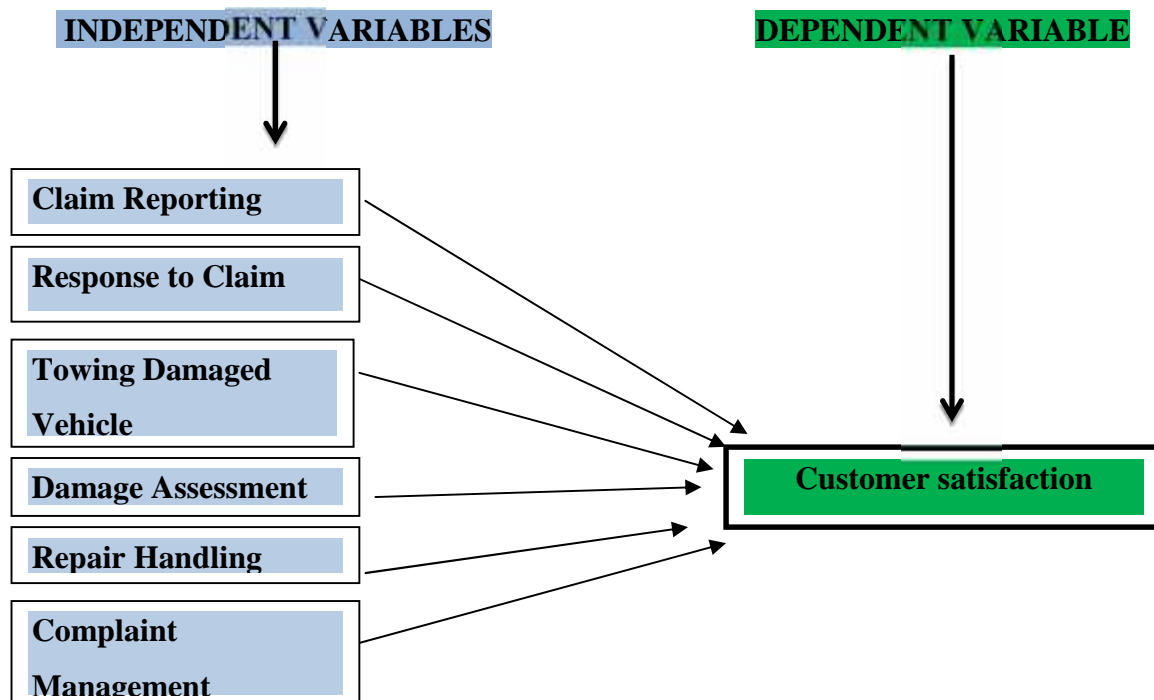 INDEPENDENT VARIABLES
DEPENDENT VARIABLE
Claim Reporting
Response to Claim
Towing Damaged
Vehicle
Damage Assessment
Repair Handling
Complaint
Management
Customer satisfaction